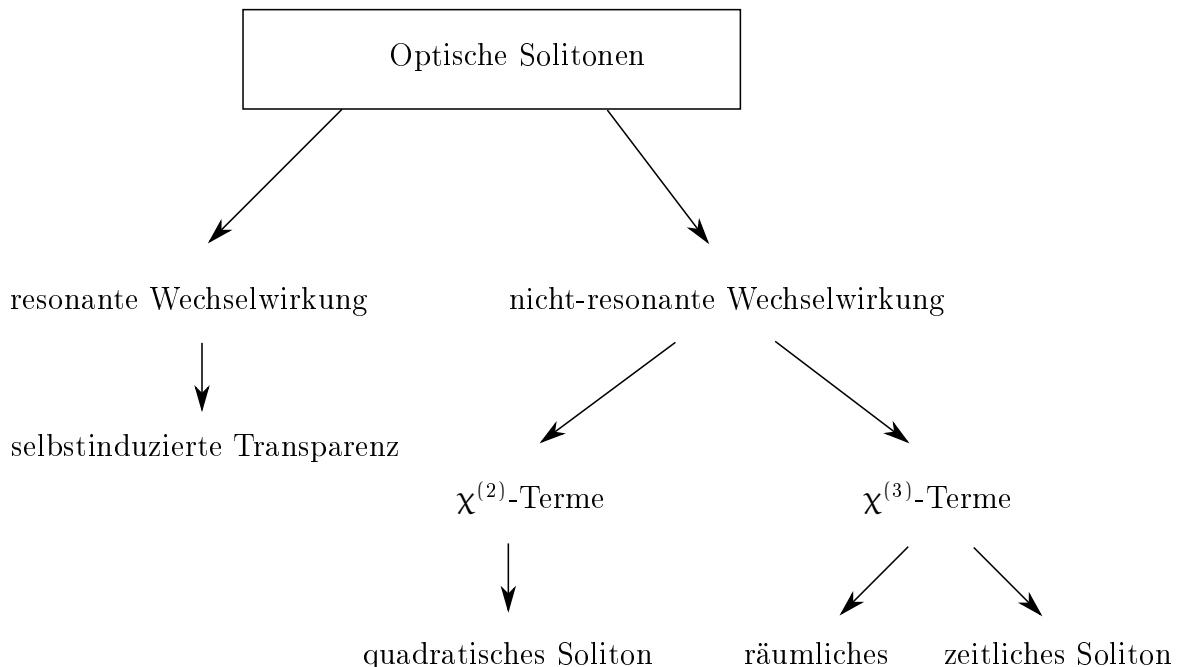 Optische Solitonen
resonante Wechselwirkung
nicht-resonante Wechselwirkung
selbstinduzierte Transparenz
χ⁽²⁾-Terme
χ⁽³⁾-Terme
quadratisches Soliton
räumliches
zeitliches Soliton